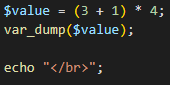 $value = (3 + 1) * 4;
var_dump($value);
echo "</br>";